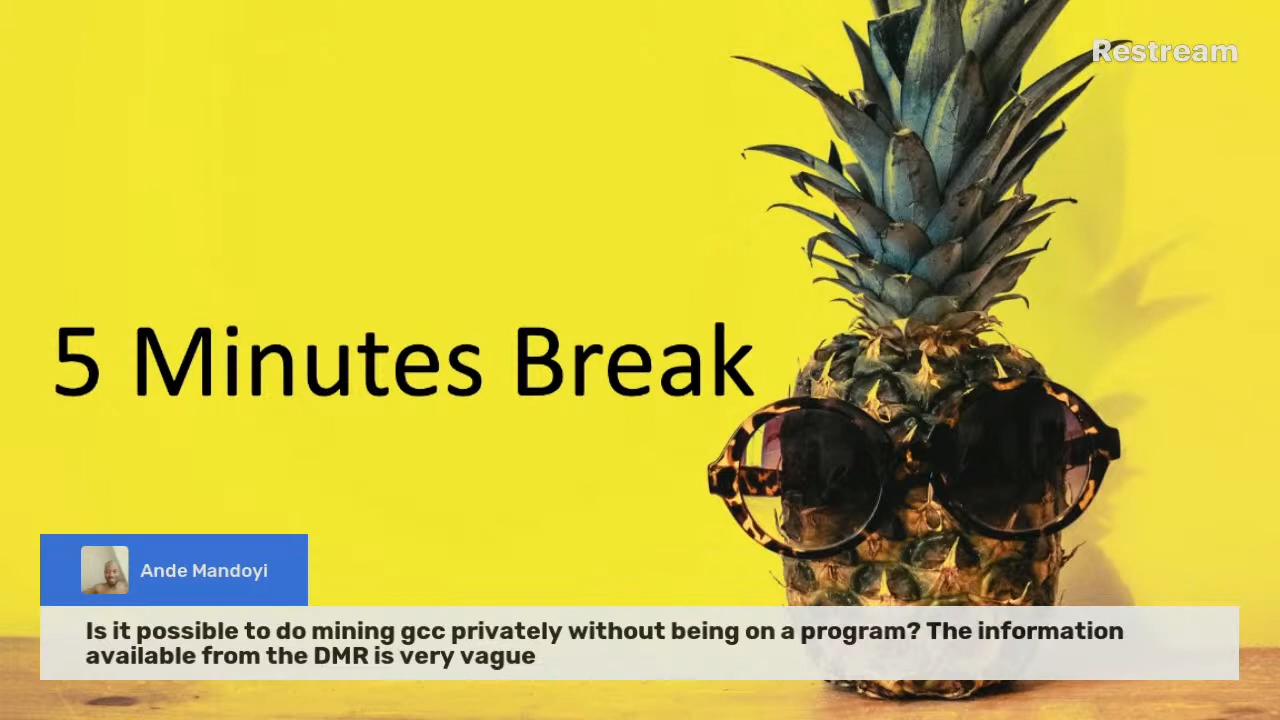 Restream
5 Minutes Break
Ande Mandoyi
Is it possible to do mining gcc privately without being on a program? The information
available from the DMR is very vague